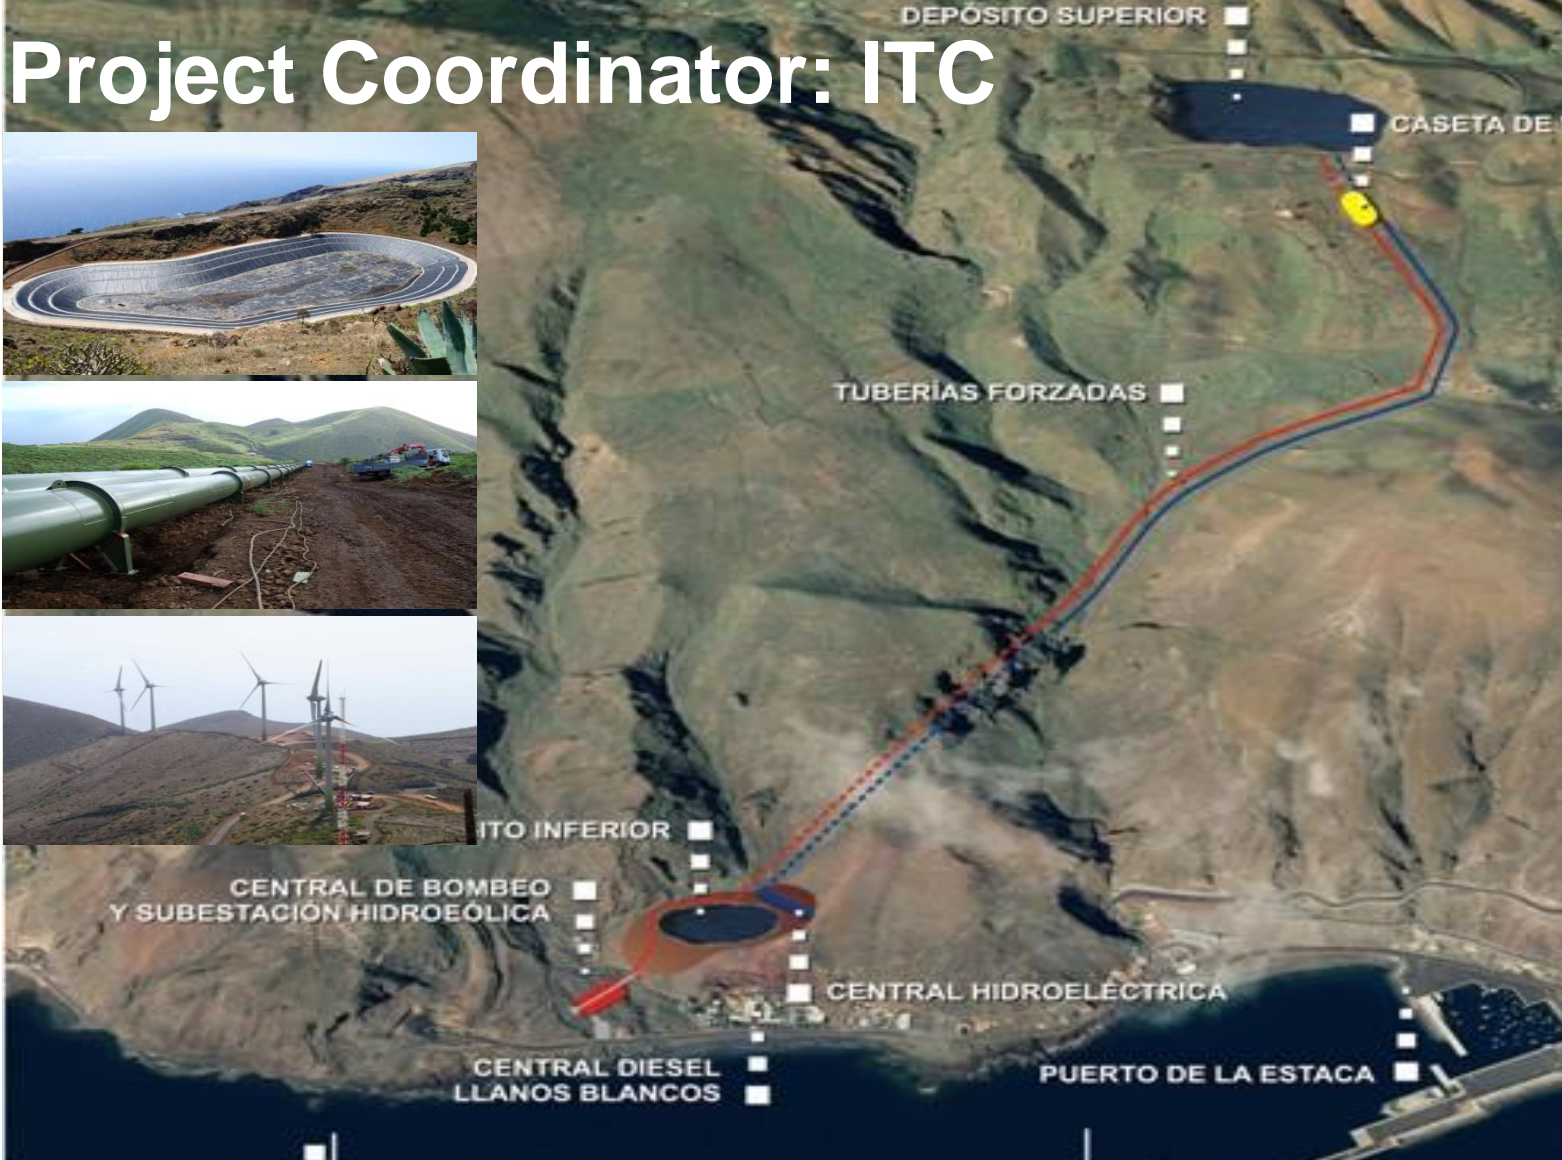 DEPÓSITO SUPERIOR
Project Coordinator: ITC
CASETA DE
TUBERÍAS FORZADAS
ITO INFERIOR
CENTRAL DE BOMBEO
Y SUBESTACIÓN HIDROEÓLICA
CENTRAL HIDROELÉCTRICA
CENTRAL DIESEL
LLANOS BLANCOS
PUERTO DE LA ESTACA